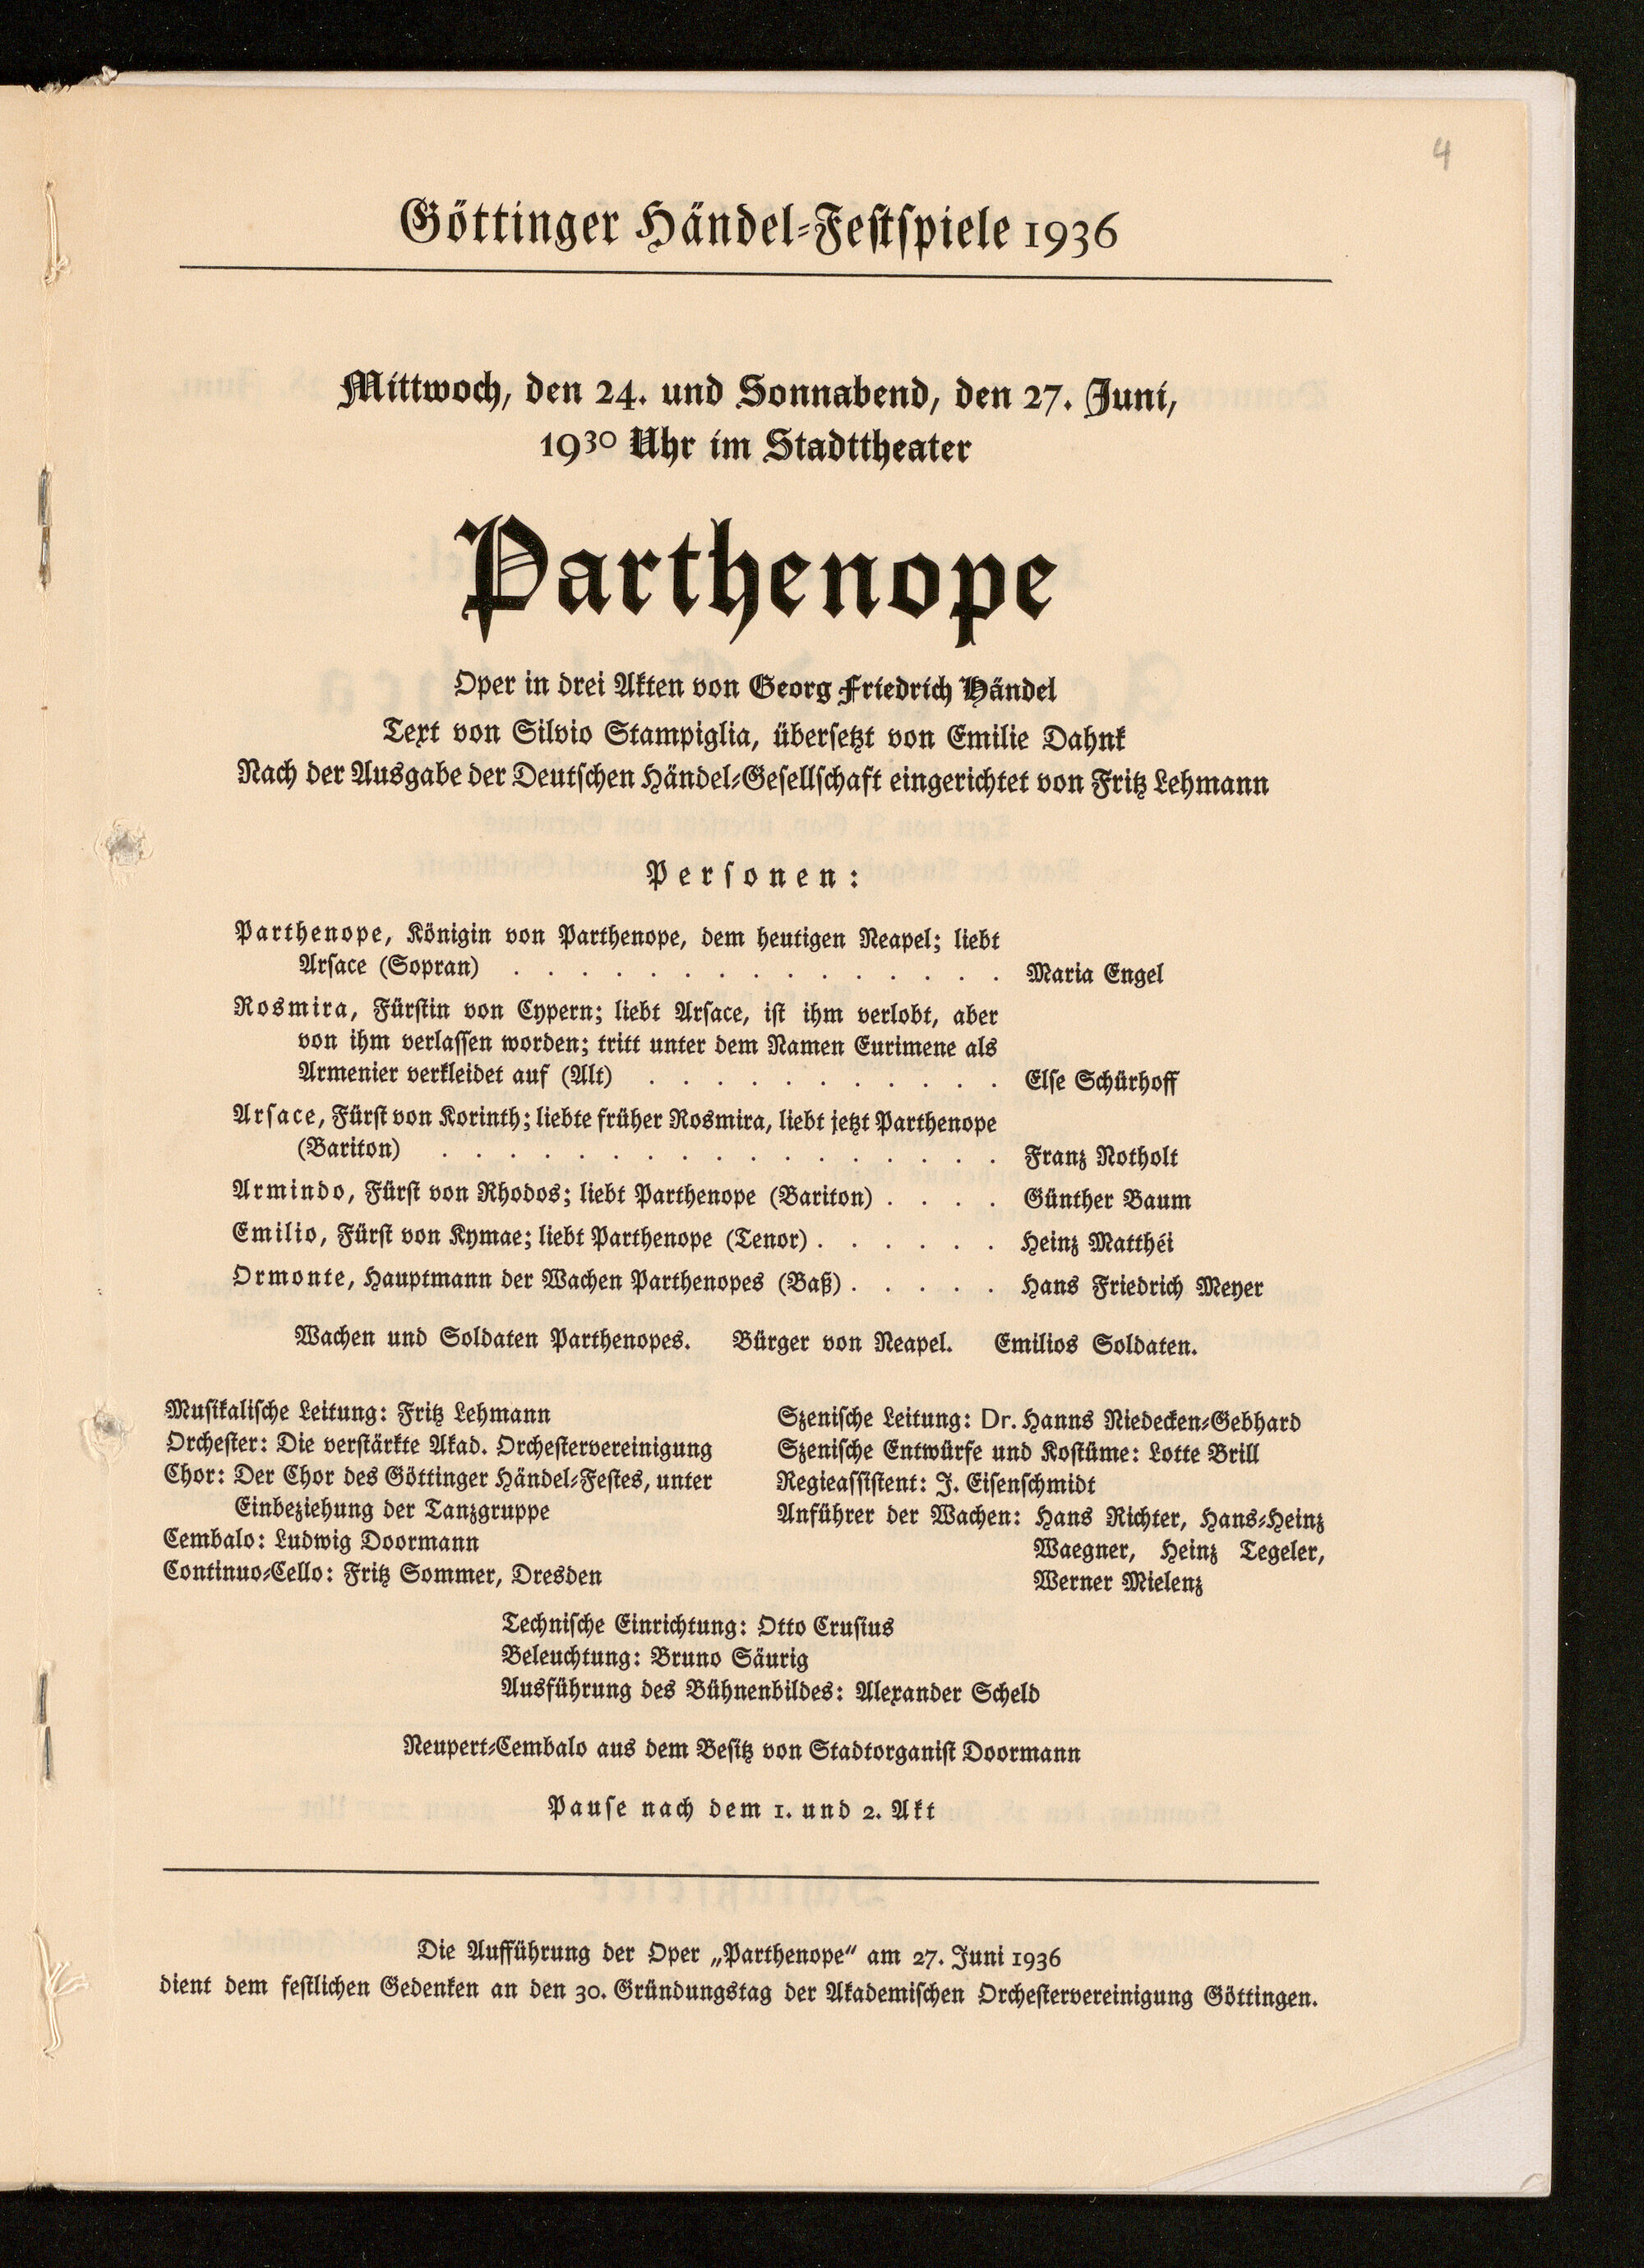 4
Göttinger Händel-Festspiele 1936
Mittwoch, den 24. und Sonnabend, den 27. Juni,
19³⁰ Uhr im Stadttheater
Parthenope
Oper in drei Akten von Georg Friedrich Händel
Text von Silvio Stampiglia, übersetzt von Emilie Dahnk
Nach der Ausgabe der Deutschen Händel-Gesellschaft eingerichtet von Fritz Lehmann
Personen:
Parthenope, Königin von Parthenope, dem heutigen Neapel; liebt
Arsace (Sopran) . . . . . . . . . . . . . . . Maria Engel
Rosmira, Fürstin von Cypern; liebt Arsace, ist ihm verlobt, aber
von ihm verlassen worden; tritt unter dem Namen Eurimene als
Armenier verkleidet auf (Alt) . . . . . . . . . . . Else Schürhoff
Arsace, Fürst von Korinth; liebte früher Rosmira, liebt jetzt Parthenope
(Bariton) . . . . . . . . . . . . . . . . . Franz Notholt
Armindo, Fürst von Rhodos; liebt Parthenope (Bariton) . . . . Günther Baum
Emilio, Fürst von Kymae; liebt Parthenope (Tenor) . . . . . . Heinz Matthéi
Ormonte, Hauptmann der Wachen Parthenopes (Baß) . . . . . Hans Friedrich Meyer
Wachen und Soldaten Parthenopes. Bürger von Neapel. Emilios Soldaten.
Musikalische Leitung: Fritz Lehmann
Orchester: Die verstärkte Akad. Orchestervereinigung
Chor: Der Chor des Göttinger Händel-Festes, unter
Einbeziehung der Tanzgruppe
Cembalo: Ludwig Doormann
Continuo-Cello: Fritz Sommer, Dresden
Szenische Leitung: Dr. Hanns Niedecken-Gebhard
Szenische Entwürfe und Kostüme: Lotte Brill
Regieassistent: J. Eisenschmidt
Anführer der Wachen: Hans Richter, Hans-Heinz
Waegner, Heinz Tegeler,
Werner Mielenz
Technische Einrichtung: Otto Crusius
Beleuchtung: Bruno Säurig
Ausführung des Bühnenbildes: Alexander Scheld
Neupert-Cembalo aus dem Besitz von Stadtorganist Doormann
Pause nach dem 1. und 2. Akt
Die Aufführung der Oper „Parthenope“ am 27. Juni 1936
dient dem festlichen Gedenken an den 30. Gründungstag der Akademischen Orchestervereinigung Göttingen.